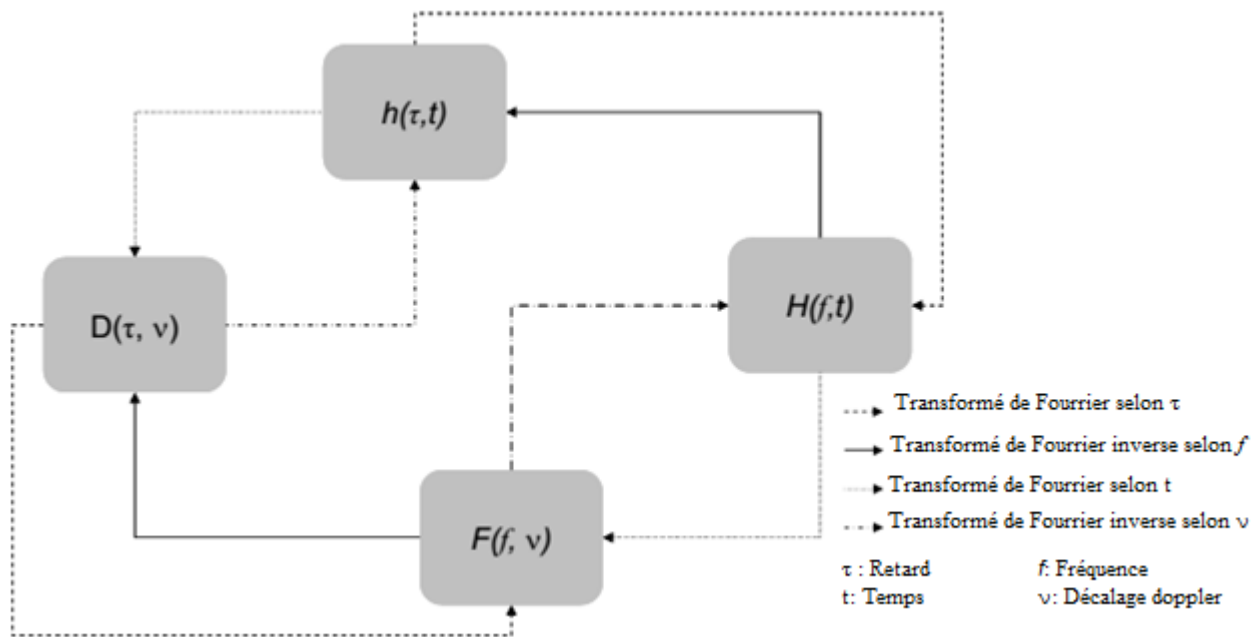 h(τ,t)
D(τ, ν)
H(f,t)
F(f, ν)
Transformé de Fourrier selon τ
Transformé de Fourrier inverse selon f
Transformé de Fourrier selon t
Transformé de Fourrier inverse selon ν
τ : Retard f: Fréquence
t: Temps ν: Décalage doppler